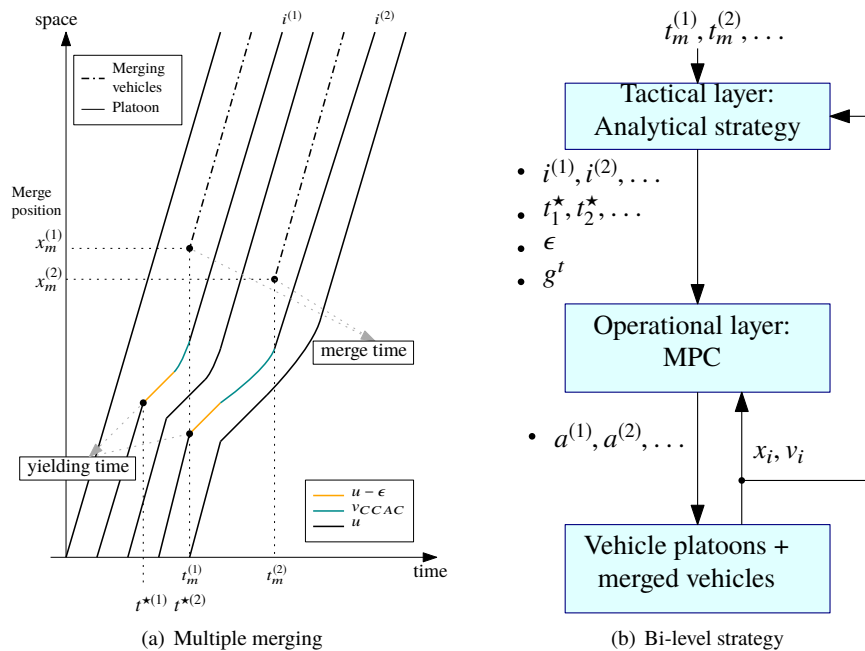 space
i^{(1)}
i^{(2)}
Merging
vehicles
Platoon
Merge
position
x_m^{(1)}
x_m^{(2)}
merge time
yielding time
u − ϵ
v_{CCAC}
u
t_m^{(1)}
t_m^{(2)}
time
t^{★(1)}
t^{★(2)}
(a) Multiple merging
t_m^{(1)}, t_m^{(2)}, . . .
Tactical layer:
Analytical strategy
• i^{(1)}, i^{(2)}, . . .
• t_1^★, t_2^★, . . .
• ϵ
• g^t
Operational layer:
MPC
• a^{(1)}, a^{(2)}, . . .
x_i, v_i
Vehicle platoons +
merged vehicles
(b) Bi-level strategy